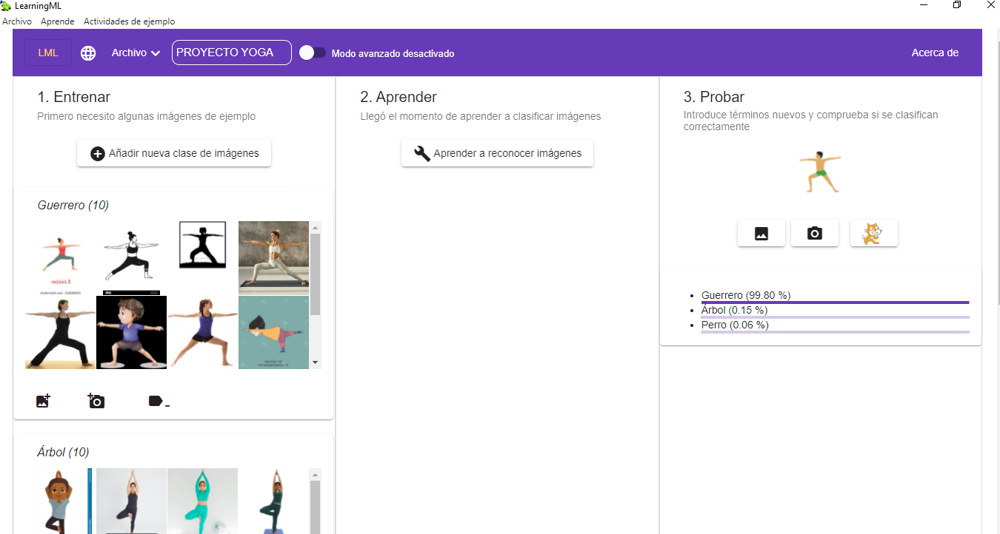 LearningML
Archivo Aprende Actividades de ejemplo
LML Archivo PROYECTO YOGA Modo avanzado desactivado Acerca de
1. Entrenar
Primero necesito algunas imágenes de ejemplo
Añadir nueva clase de imágenes
Guerrero (10)
Árbol (10)
2. Aprender
Llegó el momento de aprender a clasificar imágenes
Aprender a reconocer imágenes
3. Probar
Introduce términos nuevos y comprueba si se clasifican
correctamente
Guerrero (99.80 %)
Árbol (0.15 %)
Perro (0.06 %)